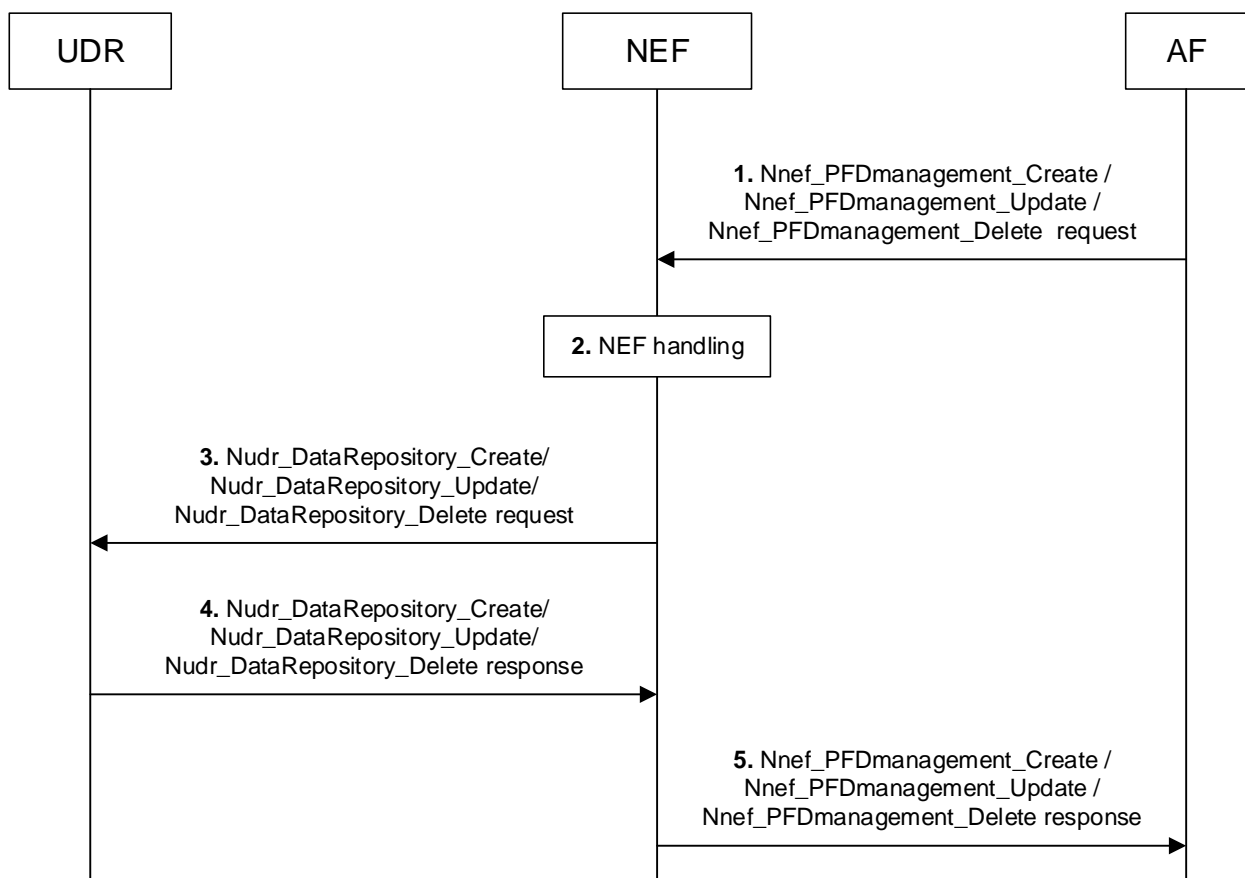 UDR
NEF
AF
1. Nnef_PFDmanagement_Create /
Nnef_PFDmanagement_Update /
Nnef_PFDmanagement_Delete request
2. NEF handling
3. Nudr_DataRepository_Create/
Nudr_DataRepository_Update/
Nudr_DataRepository_Delete request
4. Nudr_DataRepository_Create/
Nudr_DataRepository_Update/
Nudr_DataRepository_Delete response
5. Nnef_PFDmanagement_Create /
Nnef_PFDmanagement_Update /
Nnef_PFDmanagement_Delete response